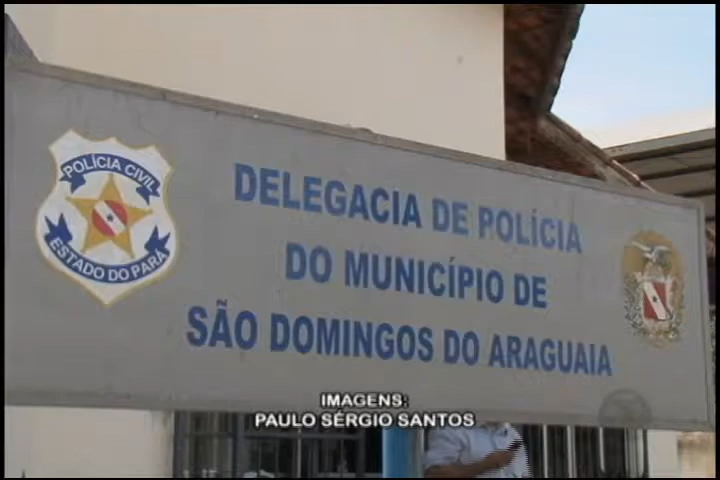 POLÍCIA CIVIL
ESTADO DO PARÁ
DELEGACIA DE POLÍCIA
DO MUNICÍPIO DE
SÃO DOMINGOS DO ARAGUAIA
IMAGENS:
PAULO SÉRGIO SANTOS